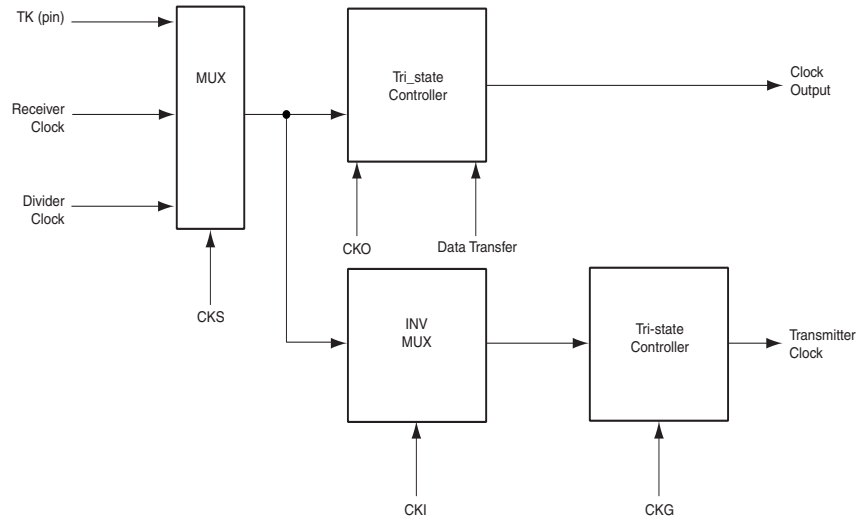 TK (pin)
MUX
Tri_state
Controller
Clock
Output
Receiver
Clock
Divider
Clock
CKO
Data Transfer
CKS
INV
MUX
Tri-state
Controller
Transmitter
Clock
CKI
CKG